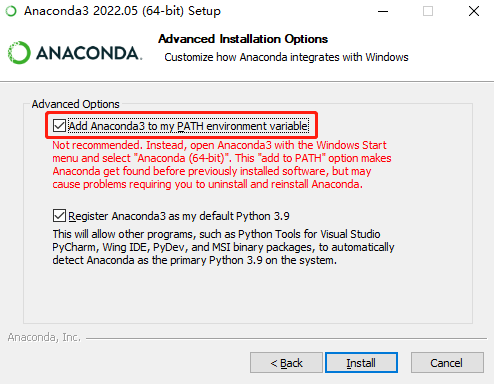 Anaconda3 2022.05 (64-bit) Setup
ANACONDA.
Advanced Installation Options
Customize how Anaconda integrates with Windows
Advanced Options
Add Anaconda3 to my PATH environment variable
Not recommended. Instead, open Anaconda3 with the Windows Start
menu and select "Anaconda (64-bit)". This "add to PATH" option makes
Anaconda get found before previously installed software, but may
cause problems requiring you to uninstall and reinstall Anaconda.
Register Anaconda3 as my default Python 3.9
This will allow other programs, such as Python Tools for Visual Studio
PyCharm, Wing IDE, PyDev, and MSI binary packages, to automatically
detect Anaconda as the primary Python 3.9 on the system.
Anaconda, Inc.
< Back
Install
Cancel